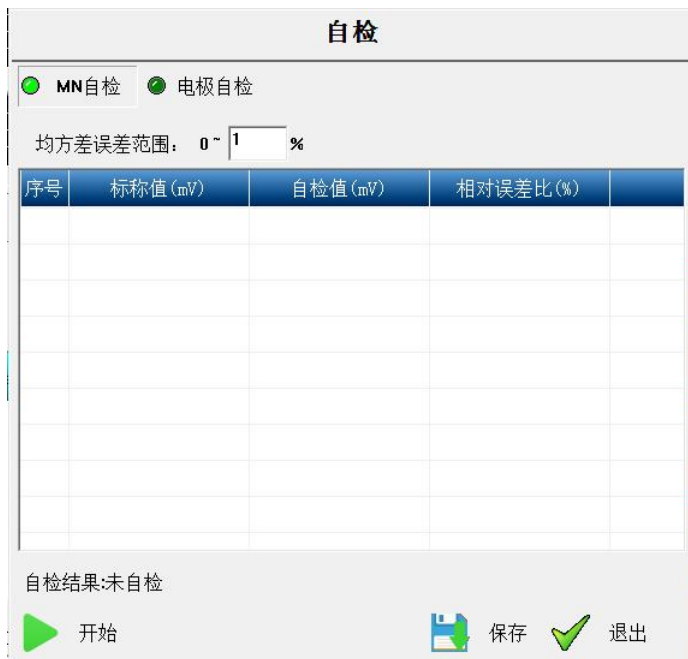 自检
MN自检 电极自检
均方差误差范围： 0~ 1 %
序号 标称值(mV) 自检值(mV) 相对误差比(%)
自检结果:未自检
开始 保存 退出